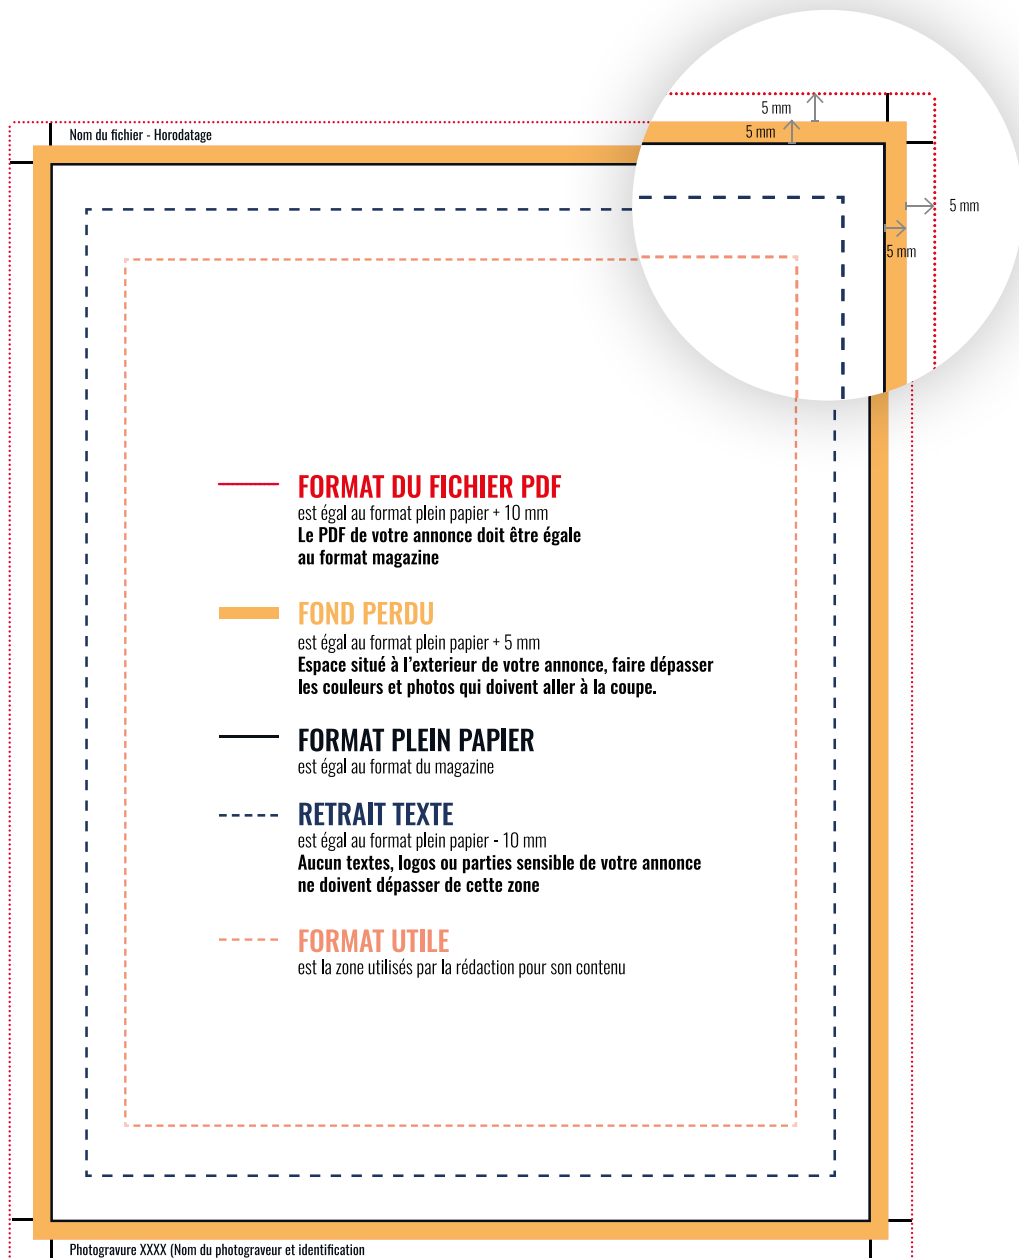 5 mm
Nom du fichier - Horodatage
5 mm
5 mm
5 mm
FORMAT DU FICHIER PDF
est égal au format plein papier + 10 mm
Le PDF de votre annonce doit être égale
au format magazine
FOND PERDU
est égal au format plein papier + 5 mm
Espace situé à l'exterieur de votre annonce, faire dépasser
les couleurs et photos qui doivent aller à la coupe.
FORMAT PLEIN PAPIER
est égal au format du magazine
RETRAIT TEXTE
est égal au format plein papier - 10 mm
Aucun textes, logos ou parties sensible de votre annonce
ne doivent dépasser de cette zone
FORMAT UTILE
est la zone utilisés par la rédaction pour son contenu
Photogravure XXXX (Nom du photograveur et identification